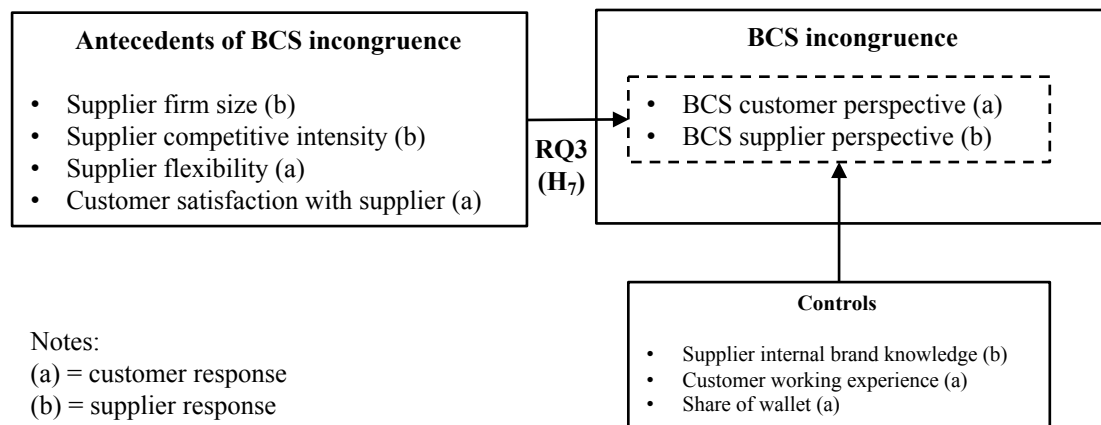 Antecedents of BCS incongruence
• Supplier firm size (b)
• Supplier competitive intensity (b)
• Supplier flexibility (a)
• Customer satisfaction with supplier (a)
RQ3
(H₇)
BCS incongruence
• BCS customer perspective (a)
• BCS supplier perspective (b)
Controls
• Supplier internal brand knowledge (b)
• Customer working experience (a)
• Share of wallet (a)
Notes:
(a) = customer response
(b) = supplier response